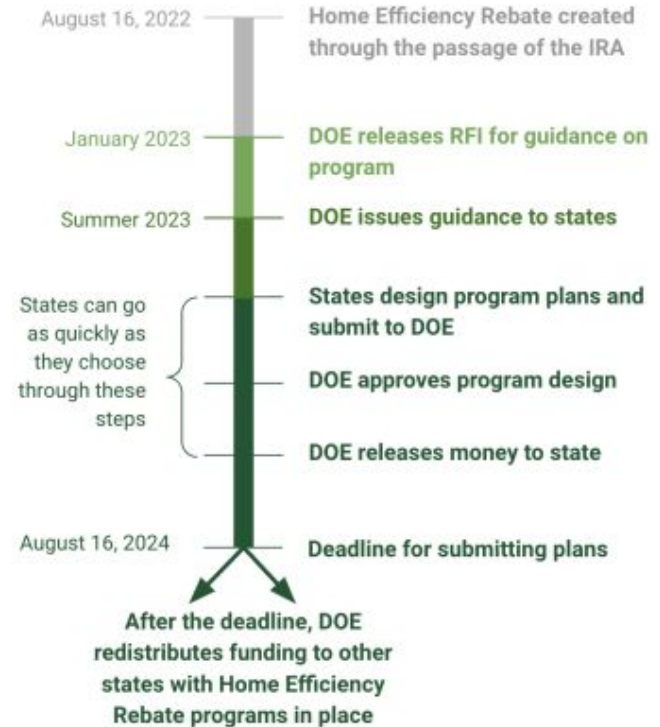 August 16, 2022
Home Efficiency Rebate created
through the passage of the IRA
January 2023
DOE releases RFI for guidance on
program
Summer 2023
DOE issues guidance to states
States can go
as quickly as
they choose
through these
steps
States design program plans and
submit to DOE
DOE approves program design
DOE releases money to state
August 16, 2024
Deadline for submitting plans
After the deadline, DOE
redistributes funding to other
states with Home Efficiency
Rebate programs in place